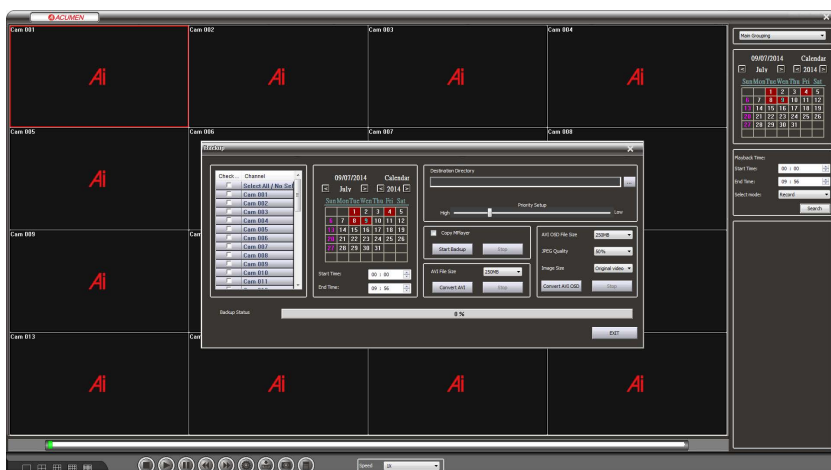 ACUMEN
Cam 001
Cam 002
Cam 003
Cam 004
Ai
Ai
Ai
Ai
Cam 005
Cam 006
Cam 007
Cam 008
Ai
Ai
Cam 009
Cam
Ai
Ai
Cam 013
Cam
Ai
Ai
Ai
Ai
Speed 1X
Main Grouping
09/07/2014 Calendar
< July > < 2014 >
Sun Mon Tue Wen Thu Fri Sat
1 2 3 4 5
6 7 8 9 10 11 12
13 14 15 16 17 18 19
20 21 22 23 24 25 26
27 28 29 30 31
Playback Time:
Start Time: 00 : 00
End Time: 09 : 56
Select mode: Record
Search
Backup
Check... Channel
Select All / No Sel
Cam 001
Cam 002
Cam 003
Cam 004
Cam 005
Cam 006
Cam 007
Cam 008
Cam 009
Cam 010
Cam 011
09/07/2014 Calendar
< July > < 2014 >
Sun Mon Tue Wen Thu Fri Sat
1 2 3 4 5
6 7 8 9 10 11 12
13 14 15 16 17 18 19
20 21 22 23 24 25 26
27 28 29 30 31
Start Time: 00 : 00
End Time: 09 : 56
Destination Directory
...
Priority Setup
High Low
Copy MPlayer
Start Backup Stop
AVI File Size 250MB
Convert AVI Stop
AVI OSD File Size 250MB
JPEG Quality 60%
Image Size Original video
Convert AVI OSD Stop
Backup Status 0 %
EXIT